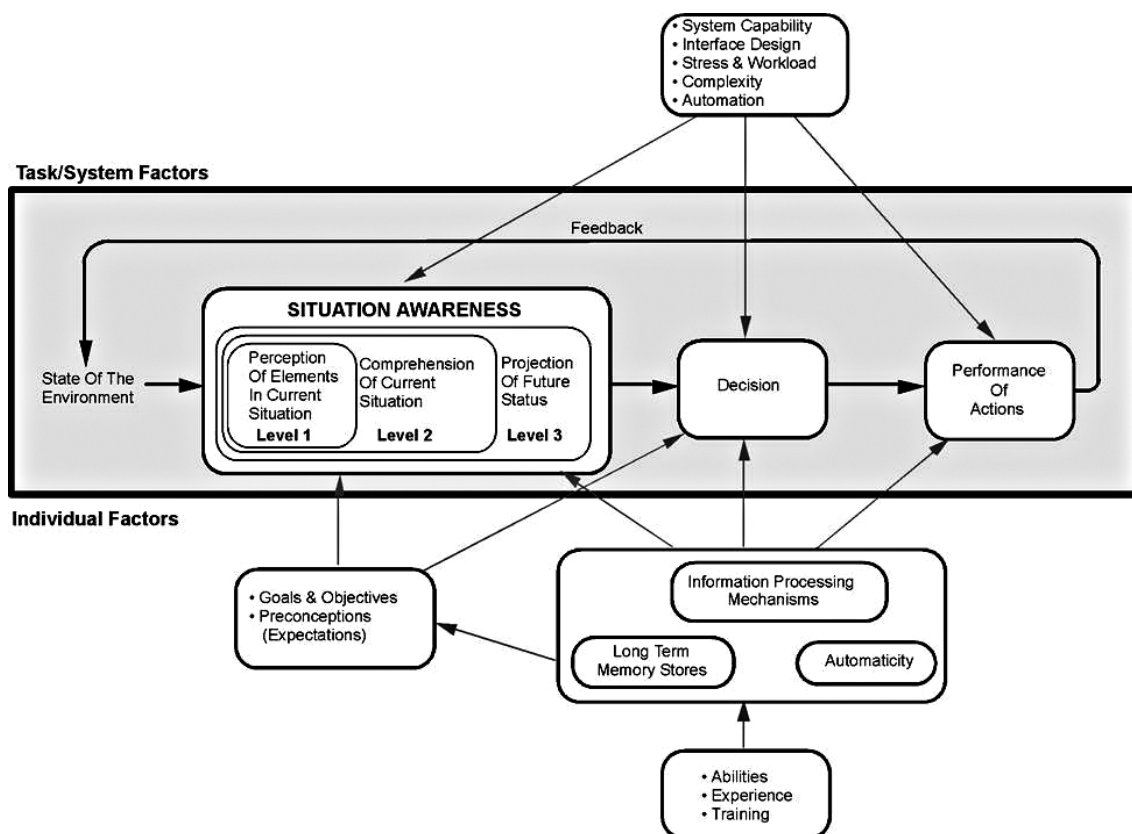 • System Capability
• Interface Design
• Stress & Workload
• Complexity
• Automation
Task/System Factors
Feedback
SITUATION AWARENESS
State Of The
Environment
Perception
Of Elements
In Current
Situation
Level 1
Comprehension
Of Current
Situation
Level 2
Projection
Of Future
Status
Level 3
Decision
Performance
Of
Actions
Individual Factors
• Goals & Objectives
• Preconceptions
(Expectations)
Information Processing
Mechanisms
Long Term
Memory Stores
Automaticity
• Abilities
• Experience
• Training